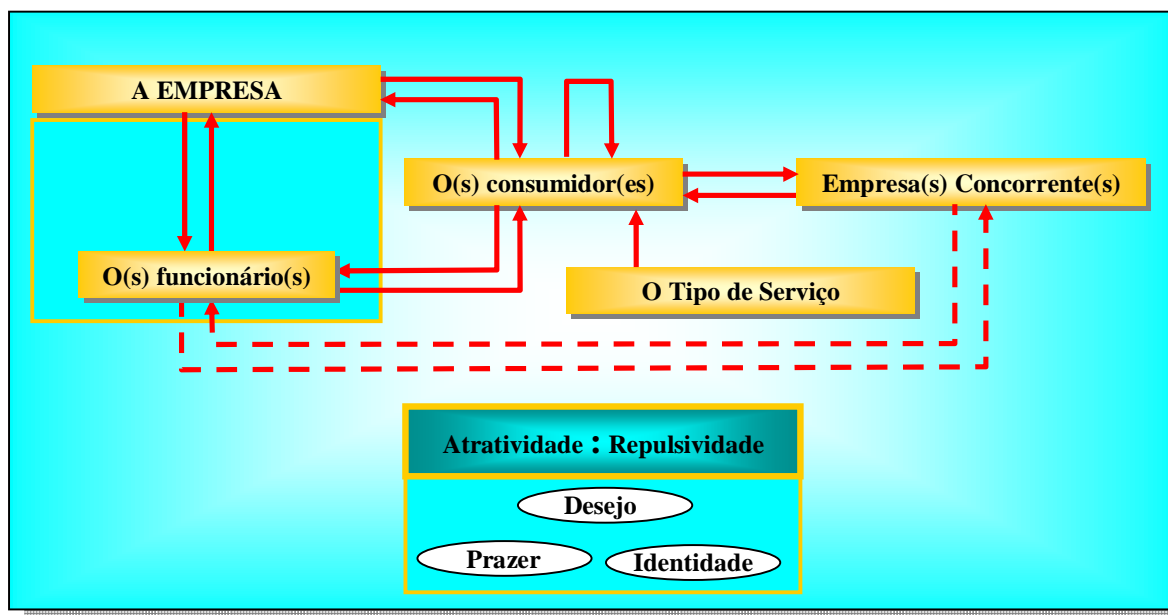 A EMPRESA
O(s) consumidor(es)
Empresa(s) Concorrente(s)
O(s) funcionário(s)
O Tipo de Serviço
Atratividade : Repulsividade
Desejo
Prazer
Identidade